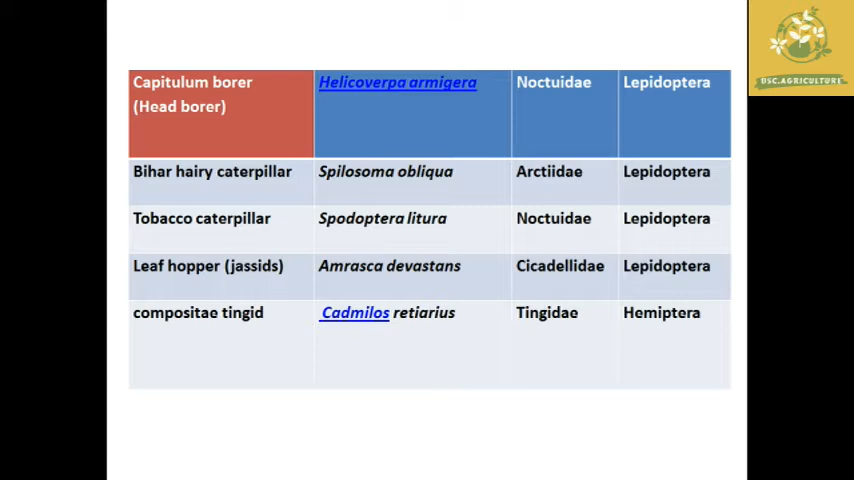 DSC.AGRICULTURE
Capitulum borer Helicoverpa armigera Noctuidae Lepidoptera
(Head borer)
Bihar hairy caterpillar Spilosoma obliqua Arctiidae Lepidoptera
Tobacco caterpillar Spodoptera litura Noctuidae Lepidoptera
Leaf hopper (jassids) Amrasca devastans Cicadellidae Lepidoptera
compositae tingid Cadmilos retiarius Tingidae Hemiptera